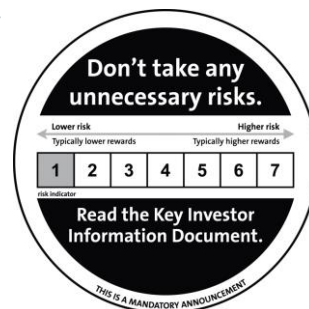 Don't take any
unnecessary risks.
Lower risk Higher risk
Typically lower rewards Typically higher rewards
1 2 3 4 5 6 7
risk indicator
Read the Key Investor
Information Document.
THIS IS A MANDATORY ANNOUNCEMENT